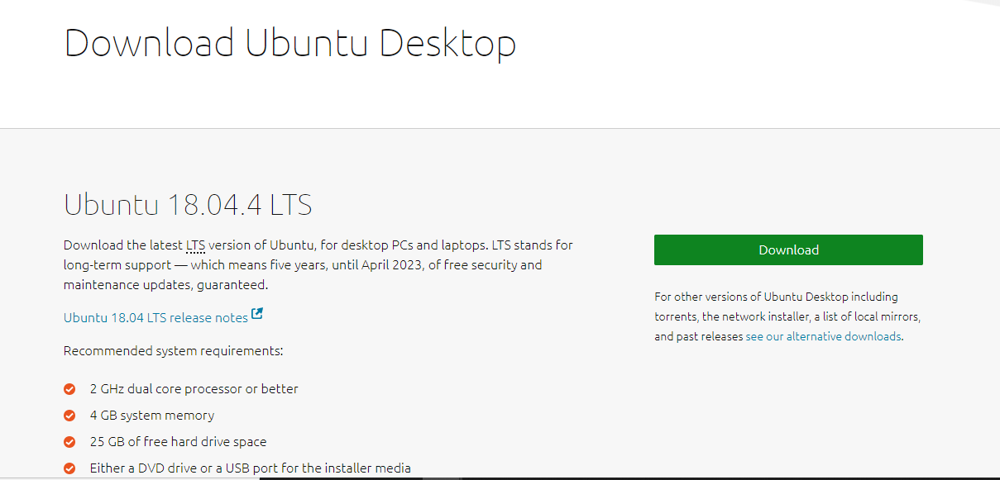 Download Ubuntu Desktop
Ubuntu 18.04.4 LTS
Download the latest LTS version of Ubuntu, for desktop PCs and laptops. LTS stands for
long-term support — which means five years, until April 2023, of free security and
maintenance updates, guaranteed.
Ubuntu 18.04 LTS release notes
Recommended system requirements:
2 GHz dual core processor or better
4 GB system memory
25 GB of free hard drive space
Either a DVD drive or a USB port for the installer media
Download
For other versions of Ubuntu Desktop including
torrents, the network installer, a list of local mirrors,
and past releases see our alternative downloads.